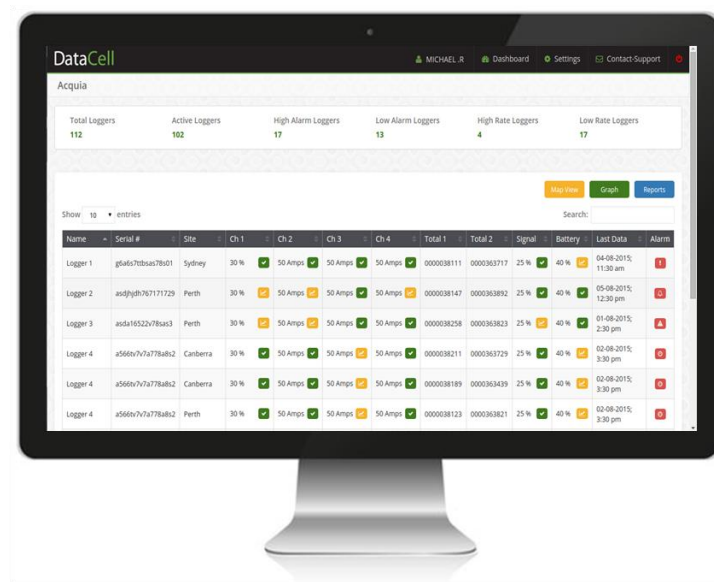 DataCell
MICHAEL .R Dashboard Settings Contact-Support
Acquia
Total Loggers Active Loggers High Alarm Loggers Low Alarm Loggers High Rate Loggers Low Rate Loggers
112 102 17 13 4 17
Map View Graph Reports
Show 10 entries Search:
Name Serial # Site Ch 1 Ch 2 Ch 3 Ch 4 Total 1 Total 2 Signal Battery Last Data Alarm
Logger 1 g6a6s7ttbsas78s01 Sydney 30 % 50 Amps 50 Amps 50 Amps 0000038111 0000363717 25 % 40 % 04-08-2015; 11:30 am
Logger 2 asdjhjdh767171729 Perth 30 % 50 Amps 50 Amps 50 Amps 0000038147 0000363892 25 % 40 % 05-08-2015; 12:30 pm
Logger 3 asda16522v78sas3 Perth 30 % 50 Amps 50 Amps 50 Amps 0000038258 0000363823 25 % 40 % 01-08-2015; 2:30 pm
Logger 4 a566tv7v7a778a8s2 Canberra 30 % 50 Amps 50 Amps 50 Amps 0000038211 0000363729 25 % 40 % 02-08-2015; 3:30 pm
Logger 4 a566tv7v7a778a8s2 Canberra 30 % 50 Amps 50 Amps 50 Amps 0000038189 0000363439 25 % 40 % 02-08-2015; 3:30 pm
Logger 4 a566tv7v7a778a8s2 Perth 30 % 50 Amps 50 Amps 50 Amps 0000038123 0000363821 25 % 40 % 02-08-2015; 3:30 pm